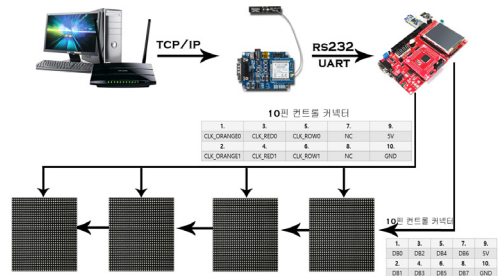 TCP/IP
RS232
UART
10핀 컨트롤 커넥터
1. 3. 5. 7. 9.
CLK_ORANGE0 CLK_RED0 CLK_ROW0 NC 5V
2. 4. 6. 8. 10.
CLK_ORANGE1 CLK_RED1 CLK_ROW1 NC GND
10핀 컨트롤 커넥터
1. 3. 5. 7. 9.
DB0 DB2 DB4 DB6 5V
2. 4. 6. 8. 10.
DB1 DB3 DB5 DB7 GND